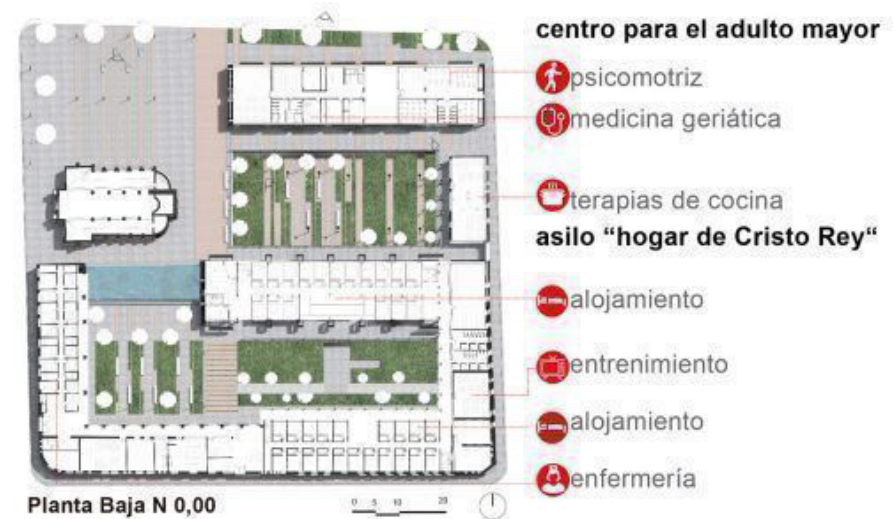 centro para el adulto mayor
psicomotriz
medicina geriática
terapias de cocina
asilo “hogar de Cristo Rey“
alojamiento
entrenimiento
alojamiento
enfermería
Planta Baja N 0,00
0 5 10 20